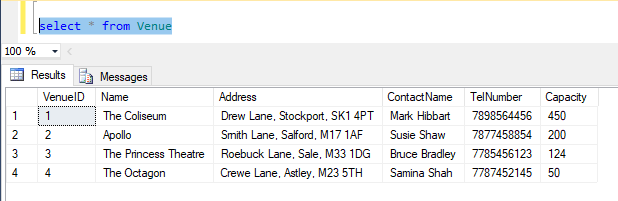 select * from Venue
100 %
Results Messages
VenueID Name Address ContactName TelNumber Capacity
1 1 The Coliseum Drew Lane, Stockport, SK1 4PT Mark Hibbart 7898564456 450
2 2 Apollo Smith Lane, Salford, M17 1AF Susie Shaw 7877458854 200
3 3 The Princess Theatre Roebuck Lane, Sale, M33 1DG Bruce Bradley 7785456123 124
4 4 The Octagon Crewe Lane, Astley, M23 5TH Samina Shah 7787452145 50